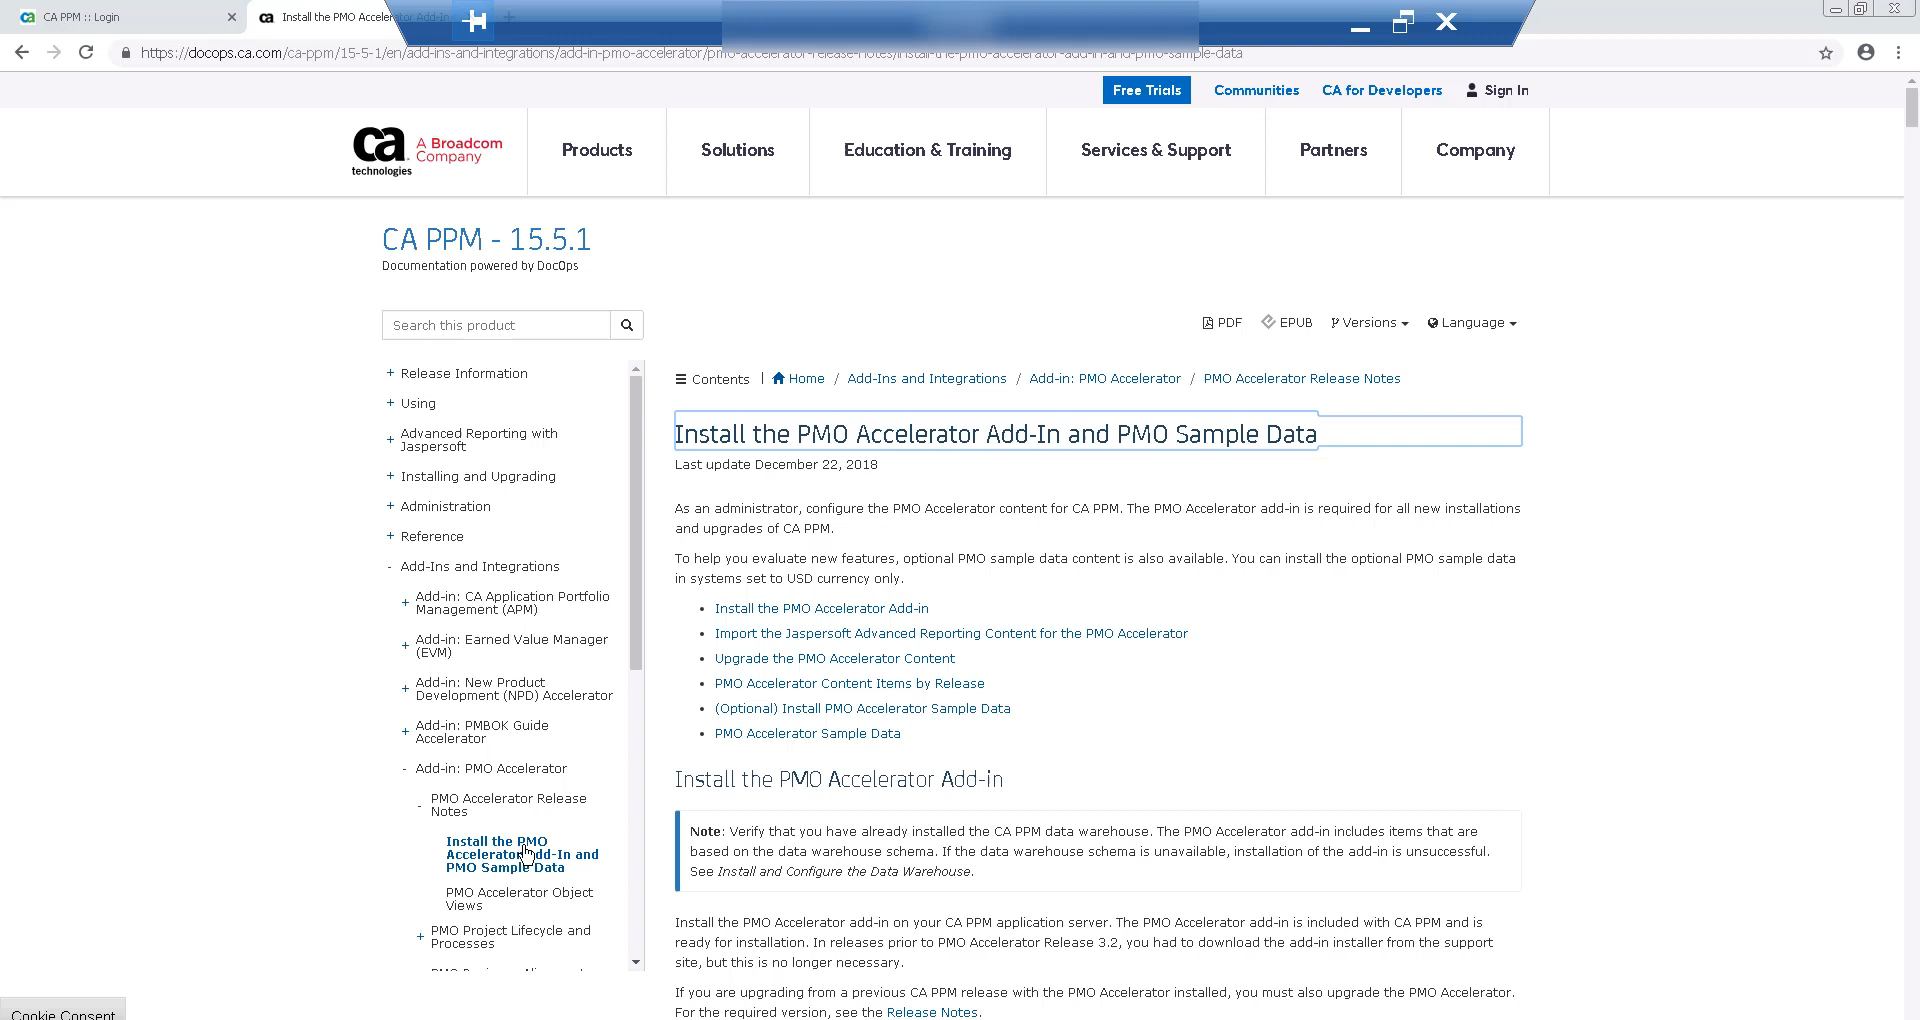 CA PPM :: Login
Install the PMO Accelerator Add-In
https://docops.ca.com/ca-ppm/15-5-1/en/add-ins-and-integrations/add-in-pmo-accelerator/pmo-accelerator-release-notes/install-the-pmo-accelerator-add-in-and-pmo-sample-data
Free Trials
Communities
CA for Developers
Sign In
ca technologies
A Broadcom
Company
Products
Solutions
Education & Training
Services & Support
Partners
Company
CA PPM - 15.5.1
Documentation powered by DocOps
Search this product
PDF
EPUB
Versions
Language
+ Release Information
+ Using
+ Advanced Reporting with
Jaspersoft
+ Installing and Upgrading
+ Administration
+ Reference
- Add-Ins and Integrations
+ Add-in: CA Application Portfolio
Management (APM)
+ Add-in: Earned Value Manager
(EVM)
+ Add-in: New Product
Development (NPD) Accelerator
+ Add-in: PMBOK Guide
Accelerator
- Add-in: PMO Accelerator
- PMO Accelerator Release
Notes
Install the PMO
Accelerator Add-In and
PMO Sample Data
PMO Accelerator Object
Views
+ PMO Project Lifecycle and
Processes
Contents | Home / Add-Ins and Integrations / Add-in: PMO Accelerator / PMO Accelerator Release Notes
Install the PMO Accelerator Add-In and PMO Sample Data
Last update December 22, 2018
As an administrator, configure the PMO Accelerator content for CA PPM. The PMO Accelerator add-in is required for all new installations
and upgrades of CA PPM.
To help you evaluate new features, optional PMO sample data content is also available. You can install the optional PMO sample data
in systems set to USD currency only.
• Install the PMO Accelerator Add-in
• Import the Jaspersoft Advanced Reporting Content for the PMO Accelerator
• Upgrade the PMO Accelerator Content
• PMO Accelerator Content Items by Release
• (Optional) Install PMO Accelerator Sample Data
• PMO Accelerator Sample Data
Install the PMO Accelerator Add-in
Note: Verify that you have already installed the CA PPM data warehouse. The PMO Accelerator add-in includes items that are
based on the data warehouse schema. If the data warehouse schema is unavailable, installation of the add-in is unsuccessful.
See Install and Configure the Data Warehouse.
Install the PMO Accelerator add-in on your CA PPM application server. The PMO Accelerator add-in is included with CA PPM and is
ready for installation. In releases prior to PMO Accelerator Release 3.2, you had to download the add-in installer from the support
site, but this is no longer necessary.
If you are upgrading from a previous CA PPM release with the PMO Accelerator installed, you must also upgrade the PMO Accelerator.
For the required version, see the Release Notes.
Cookie Consent